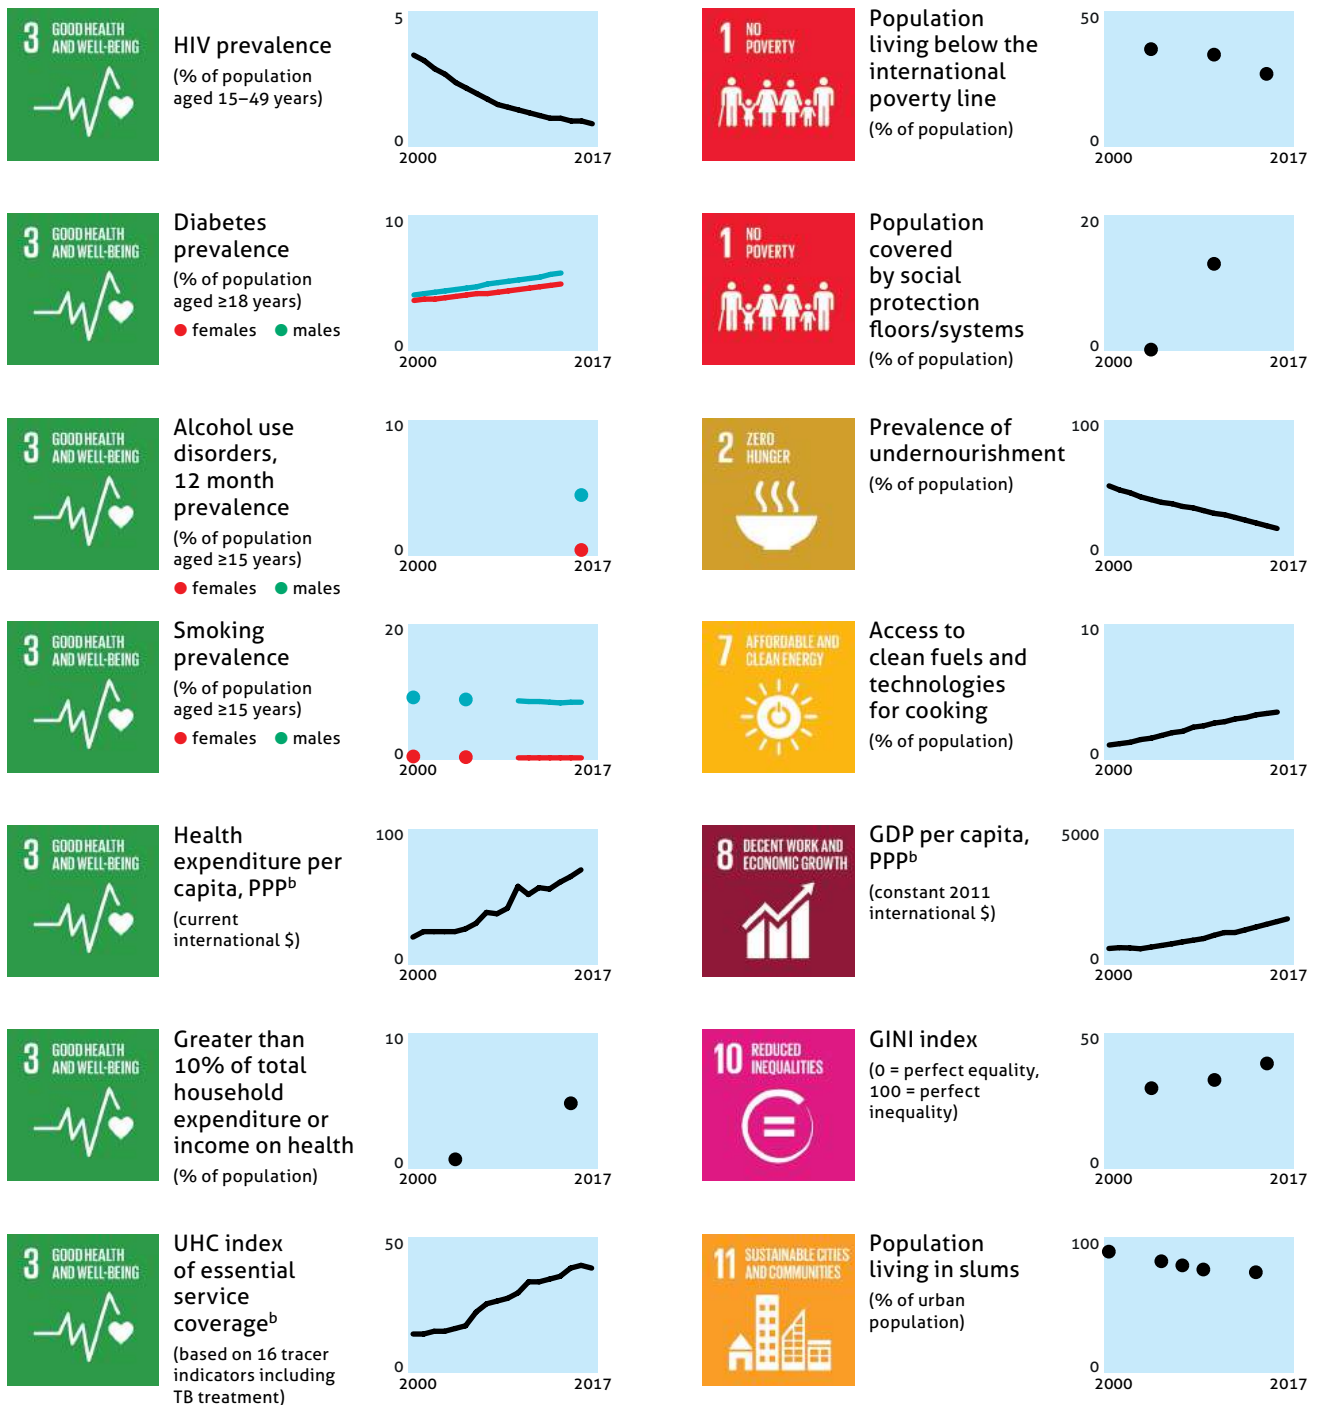 3 GOOD HEALTH
AND WELL-BEING
HIV prevalence
(% of population
aged 15–49 years)
5
0
2000 2017
3 GOOD HEALTH
AND WELL-BEING
Diabetes
prevalence
(% of population
aged ≥18 years)
females males
10
0
2000 2017
3 GOOD HEALTH
AND WELL-BEING
Alcohol use
disorders,
12 month
prevalence
(% of population
aged ≥15 years)
females males
10
0
2000 2017
3 GOOD HEALTH
AND WELL-BEING
Smoking
prevalence
(% of population
aged ≥15 years)
females males
20
0
2000 2017
3 GOOD HEALTH
AND WELL-BEING
Health
expenditure per
capita, PPPᵇ
(current
international $)
100
0
2000 2017
3 GOOD HEALTH
AND WELL-BEING
Greater than
10% of total
household
expenditure or
income on health
(% of population)
10
0
2000 2017
3 GOOD HEALTH
AND WELL-BEING
UHC index
of essential
service
coverageᵇ
(based on 16 tracer
indicators including
TB treatment)
50
0
2000 2017
1 NO
POVERTY
Population
living below the
international
poverty line
(% of population)
50
0
2000 2017
1 NO
POVERTY
Population
covered
by social
protection
floors/systems
(% of population)
20
0
2000 2017
2 ZERO
HUNGER
Prevalence of
undernourishment
(% of population)
100
0
2000 2017
7 AFFORDABLE AND
CLEAN ENERGY
Access to
clean fuels and
technologies
for cooking
(% of population)
10
0
2000 2017
8 DECENT WORK AND
ECONOMIC GROWTH
GDP per capita,
PPPᵇ
(constant 2011
international $)
5000
0
2000 2017
10 REDUCED
INEQUALITIES
GINI index
(0 = perfect equality,
100 = perfect
inequality)
50
0
2000 2017
11 SUSTAINABLE CITIES
AND COMMUNITIES
Population
living in slums
(% of urban
population)
100
0
2000 2017